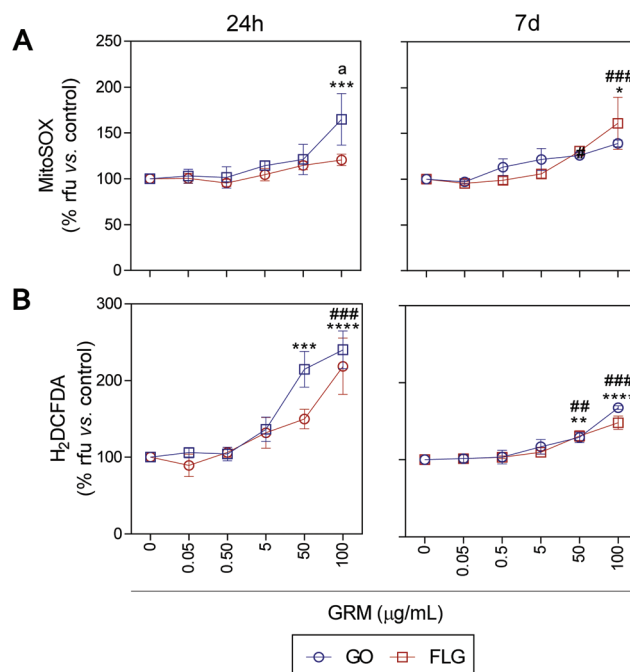 24h
7d
A
MitoSOX
(% rfu vs. control)
250
200
150
100
50
0
a
***
###
*
#
B
H₂DCFDA
(% rfu vs. control)
300
200
100
0
***
###
****
##
**
###
****
0
0.05
0.50
5
50
100
0
0.05
0.5
5
50
100
GRM (µg/mL)
GO
FLG